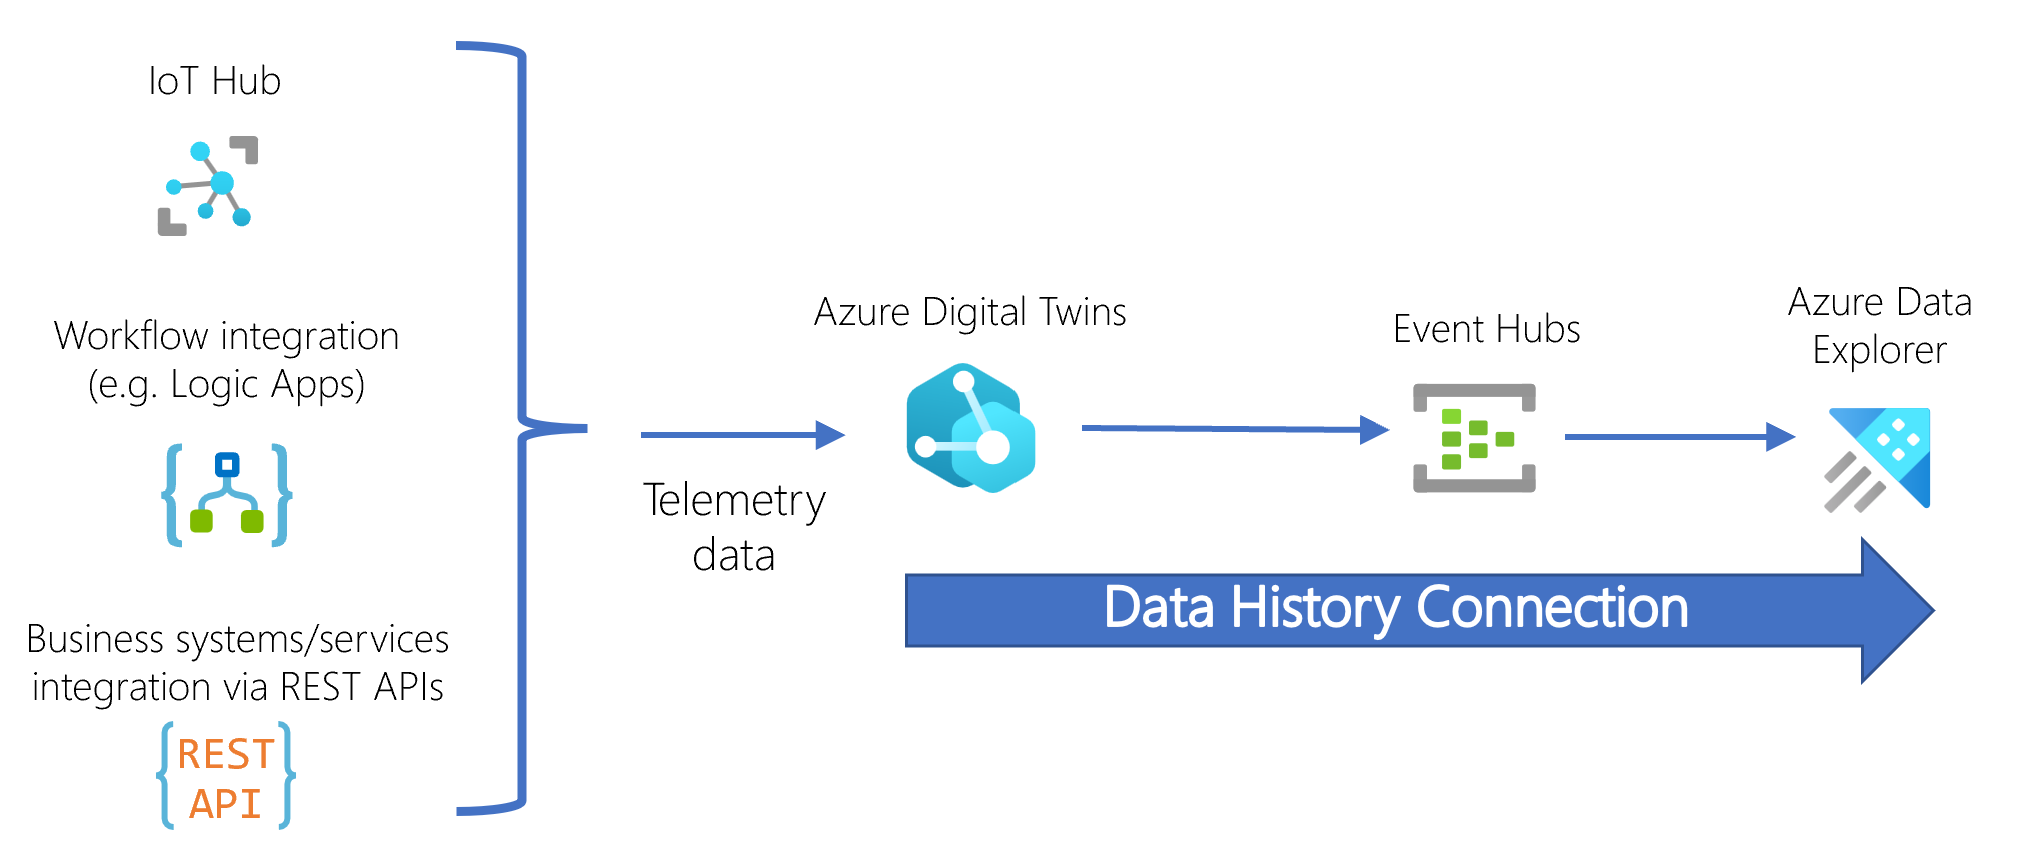 IoT Hub
Workflow integration
(e.g. Logic Apps)
Business systems/services
integration via REST APIs
REST
API
Telemetry
data
Azure Digital Twins
Event Hubs
Azure Data
Explorer
Data History Connection